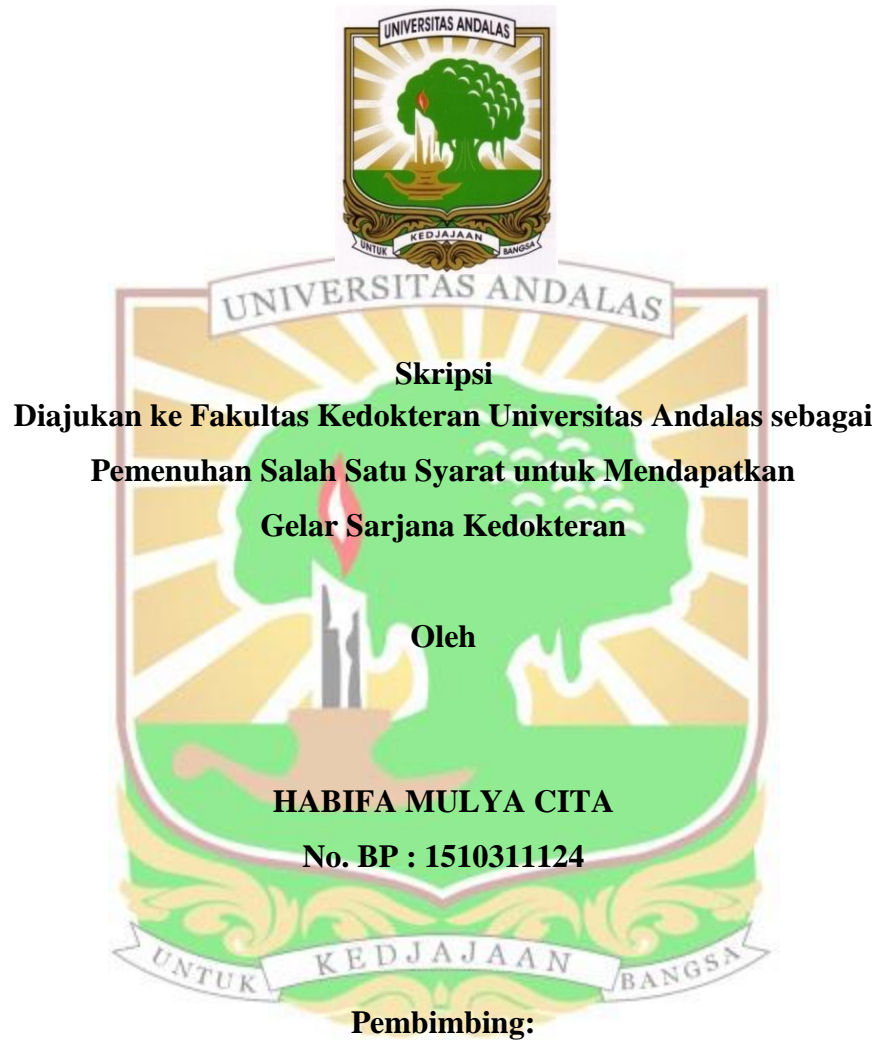 UNIVERSITAS ANDALAS
UNTUK KEDJAJAAN BANGSA
UNIVERSITAS ANDALAS
Skripsi
Diajukan ke Fakultas Kedokteran Universitas Andalas sebagai
Pemenuhan Salah Satu Syarat untuk Mendapatkan
Gelar Sarjana Kedokteran
Oleh
HABIFA MULYA CITA
No. BP : 1510311124
UNTUK KEDJAJAAN BANGSA
Pembimbing: